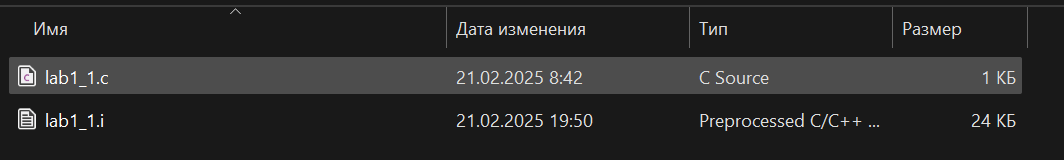 Имя Дата изменения Тип Размер
lab1_1.c 21.02.2025 8:42 C Source 1 КБ
lab1_1.i 21.02.2025 19:50 Preprocessed C/C++ ... 24 КБ